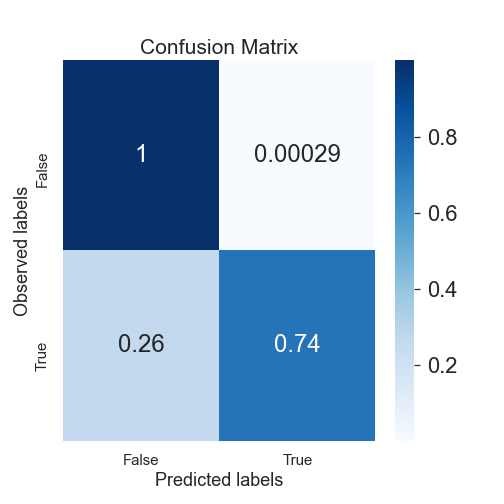 Confusion Matrix
Observed labels
False
1
0.00029
True
0.26
0.74
False
True
Predicted labels
0.8
0.6
0.4
0.2